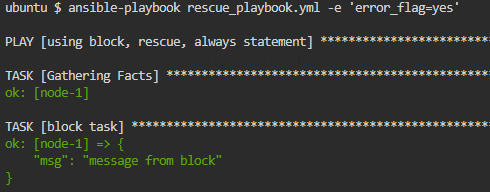 ubuntu $ ansible-playbook rescue_playbook.yml -e 'error_flag=yes'
PLAY [using block, rescue, always statement] *************************
TASK [Gathering Facts] ************************************************
ok: [node-1]
TASK [block task] *****************************************************
ok: [node-1] => {
    "msg": "message from block"
}